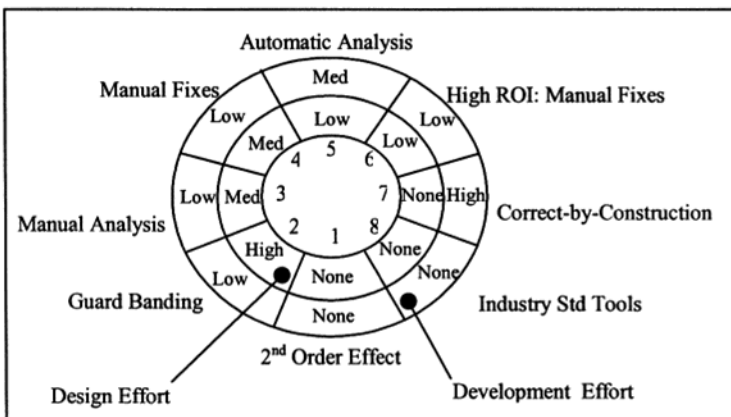 Automatic Analysis
Manual Fixes
Med
High ROI: Manual Fixes
Low
Low
Low
Med
Low
4
5
6
Low
Med
3
7
None
High
Manual Analysis
Correct-by-Construction
2
1
8
High
None
Low
None
None
Guard Banding
Industry Std Tools
None
2nd Order Effect
Design Effort
Development Effort